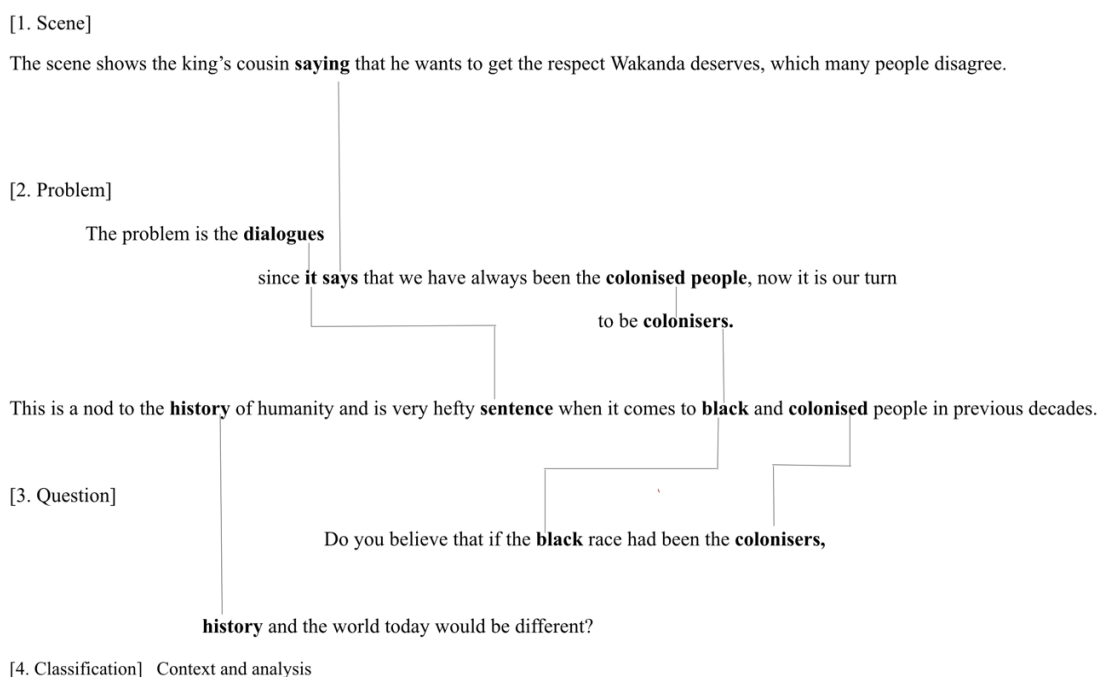 [1. Scene]
The scene shows the king's cousin saying that he wants to get the respect Wakanda deserves, which many people disagree.
[2. Problem]
The problem is the dialogues
since it says that we have always been the colonised people, now it is our turn
to be colonisers.
This is a nod to the history of humanity and is very hefty sentence when it comes to black and colonised people in previous decades.
[3. Question]
Do you believe that if the black race had been the colonisers,
history and the world today would be different?
[4. Classification] Context and analysis